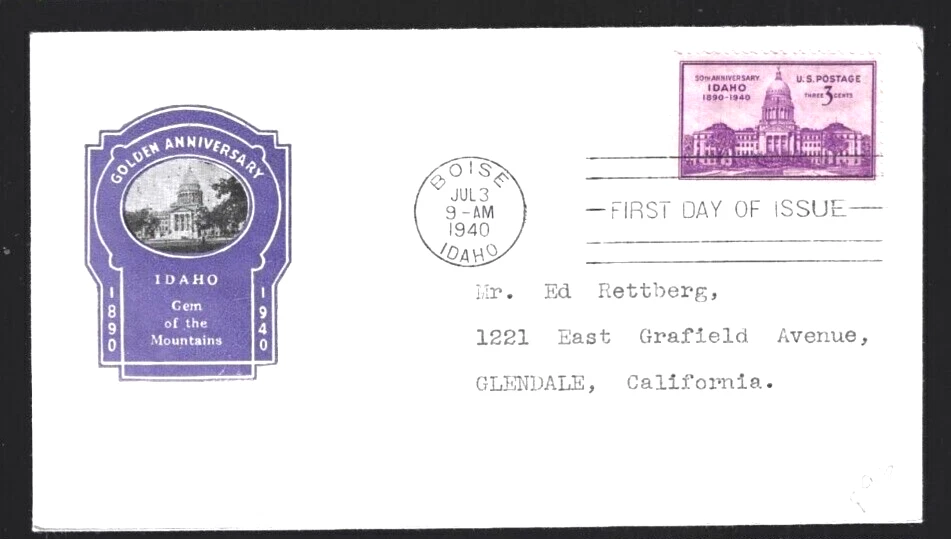 GOLDEN ANNIVERSARY
IDAHO
Gem
of the
Mountains
1890
1940
50TH ANNIVERSARY
IDAHO
1890-1940
U.S. POSTAGE
THREE 3 CENTS
BOISE
JUL 3
9-AM
1940
IDAHO
FIRST DAY OF ISSUE
Mr. Ed Rettberg,
1221 East Grafield Avenue,
GLENDALE, California.